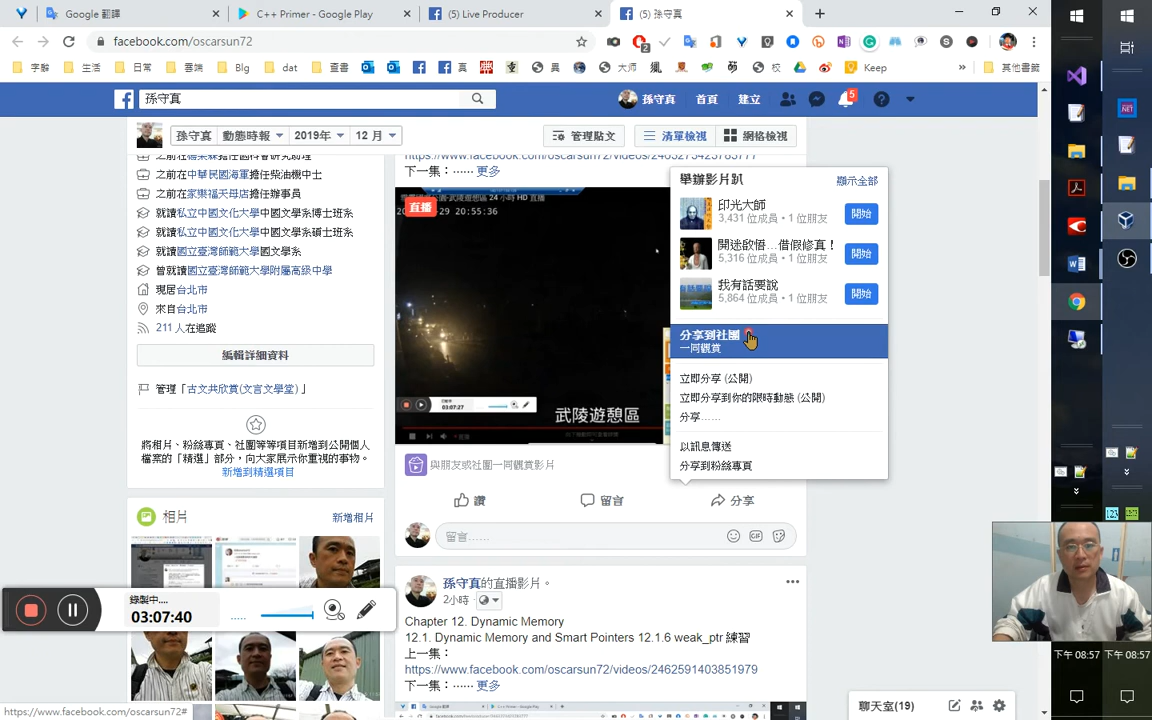 Google 翻譯
C++ Primer - Google Play
(5) Live Producer
(5) 孫守真
facebook.com/oscarsun72
字辭
生活
日常
雲端
Blg
dat
查書
真
異
大师
校
Keep
其他書籤
孫守真
孫守真
首頁
建立
5
孫守真
動態時報
2019年
12 月
管理貼文
清單檢視
網格檢視
之前在中華民國海軍擔任柴油機中士
之前在家樂福天母店擔任辦事員
就讀私立中國文化大學中國文學系博士班系
就讀私立中國文化大學中國文學系碩士班系
就讀國立臺灣師範大學國文學系
曾就讀國立臺灣師範大學附屬高級中學
現居台北市
來自台北市
211 人在追蹤
編輯詳細資料
管理「古文共欣賞(文言文學堂)」
將相片、粉絲專頁、社團等等項目新增到公開個人
檔案的「精選」部分，向大家展示你重視的事物。
新增到精選項目
相片
新增相片
下一集：⋯⋯ 更多
直播
29 20:55:36
03:07:27
武陵遊憩區
與朋友或社團一同觀賞影片
讚
留言
分享
留言……
舉辦影片趴
顯示全部
印光大師
3,431 位成員・1 位朋友
開始
開迷啟悟…借假修真！
5,316 位成員・1 位朋友
開始
我有話要說
5,864 位成員・1 位朋友
開始
分享到社團
一同觀賞
立即分享 (公開)
立即分享到你的限時動態 (公開)
分享……
以訊息傳送
分享到粉絲專頁
孫守真的直播影片。
2小時
Chapter 12. Dynamic Memory
12.1. Dynamic Memory and Smart Pointers 12.1.6 weak_ptr 練習
上一集：
https://www.facebook.com/oscarsun72/videos/2462591403851979
下一集：⋯⋯ 更多
錄製中....
03:07:40
https://www.facebook.com/oscarsun72#
聊天室(19)
下午 08:57
下午 08:57